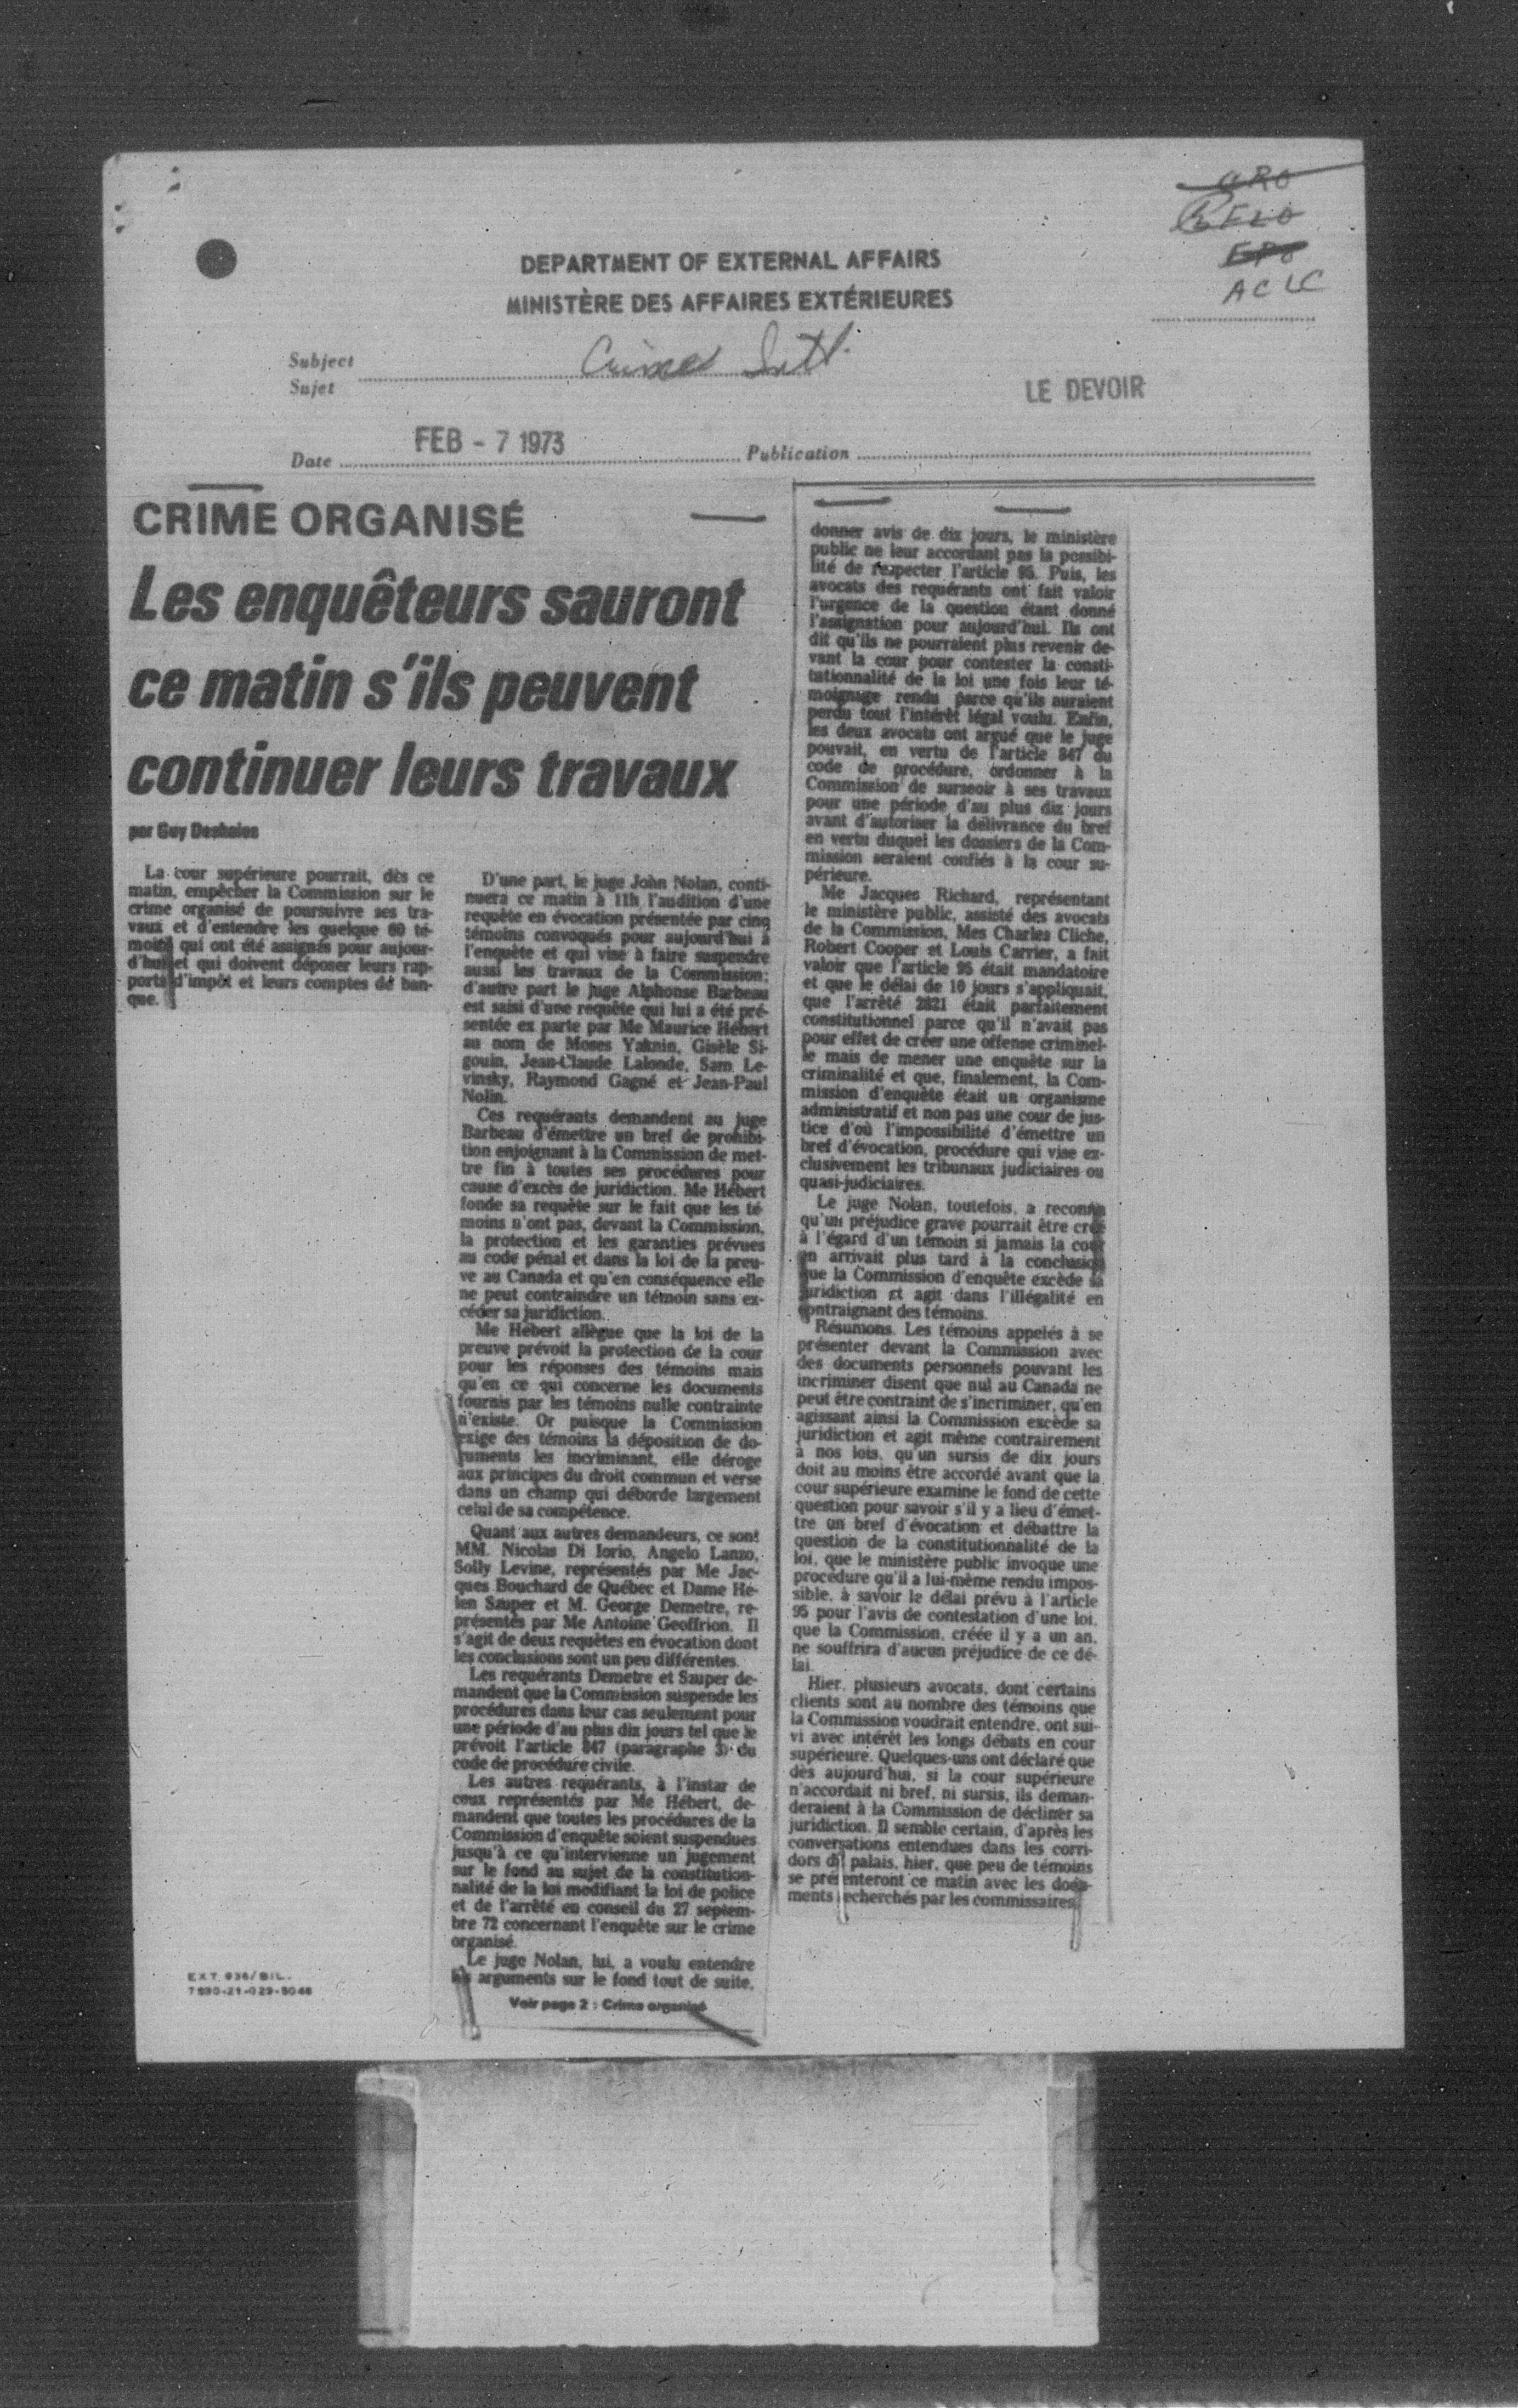 DEPARTMENT OF EXTERNAL AFFAIRS
MINISTÈRE DES AFFAIRES EXTÉRIEURES
ACLC
Subject
Sujet
Crime
LE DEVOIR
Date
FEB - 7 1973
Publication
CRIME ORGANISÉ
Les enquêteurs sauront
ce matin s'ils peuvent
continuer leurs travaux
par Guy Deshaies
La cour supérieure pourrait, dès ce
matin, empêcher la Commission sur le
crime organisé de poursuivre ses tra-
vaux et d'entendre les quelque 60 té-
moins qui ont été assignés pour aujour-
d'hui et qui doivent déposer leurs rap-
ports d'impôt et leurs comptes de ban-
que.
D'une part, le juge John Nolan, conti-
nuera ce matin à 11h l'audition d'une
requête en évocation présentée par cinq
témoins convoqués pour aujourd'hui à
l'enquête et qui vise à faire suspendre
aussi les travaux de la Commission;
d'autre part le juge Alphonse Barbeau
est saisi d'une requête qui lui a été pré-
sentée ex parte par Me Maurice Hébert
au nom de Moses Yaknin, Gisèle Si-
gouin, Jean-Claude Lalonde, Sam Le-
vinsky, Raymond Gagné et Jean-Paul
Nolin.
Ces requérants demandent au juge
Barbeau d'émettre un bref de prohibi-
tion enjoignant à la Commission de met-
tre fin à toutes ses procédures pour
cause d'excès de juridiction. Me Hébert
fonde sa requête sur le fait que les té
moins n'ont pas, devant la Commission,
la protection et les garanties prévues
au code pénal et dans la loi de la preu-
ve au Canada et qu'en conséquence elle
ne peut contraindre un témoin sans ex-
céder sa juridiction.
Me Hébert allègue que la loi de la
preuve prévoit la protection de la cour
pour les réponses des témoins mais
qu'en ce qui concerne les documents
fournis par les témoins nulle contrainte
n'existe. Or puisque la Commission
exige des témoins la déposition de do-
cuments les incriminant, elle déroge
aux principes du droit commun et verse
dans un champ qui déborde largement
celui de sa compétence.
Quant aux autres demandeurs, ce sont
MM. Nicolas Di Iorio, Angelo Lanzo,
Solly Levine, représentés par Me Jac-
ques Bouchard de Québec et Dame He-
len Szuper et M. George Demetre, re-
présentés par Me Antoine Geoffrion. Il
s'agit de deux requêtes en évocation dont
les conclusions sont un peu différentes.
Les requérants Demetre et Szuper de-
mandent que la Commission suspende les
procédures dans leur cas seulement pour
une période d'au plus dix jours tel que le
prévoit l'article 847 (paragraphe 3) du
code de procédure civile.
Les autres requérants, à l'instar de
ceux représentés par Me Hébert, de-
mandent que toutes les procédures de la
Commission d'enquête soient suspendues
jusqu'à ce qu'intervienne un jugement
sur le fond au sujet de la constitution-
nalité de la loi modifiant la loi de police
et de l'arrêté en conseil du 27 septem-
bre 72 concernant l'enquête sur le crime
organisé.
Le juge Nolan, lui, a voulu entendre
les arguments sur le fond tout de suite,
Voir page 2 : Crime organisé
donner avis de dix jours, le ministère
public ne leur accordant pas la possibi-
lité de respecter l'article 95. Puis, les
avocats des requérants ont fait valoir
l'urgence de la question étant donné
l'assignation pour aujourd'hui. Ils ont
dit qu'ils ne pourraient plus revenir de-
vant la cour pour contester la consti-
tutionnalité de la loi une fois leur té-
moignage rendu parce qu'ils auraient
perdu tout l'intérêt légal voulu. Enfin,
les deux avocats ont argué que le juge
pouvait, en vertu de l'article 847 du
code de procédure, ordonner à la
Commission de surseoir à ses travaux
pour une période d'au plus dix jours
avant d'autoriser la délivrance du bref
en vertu duquel les dossiers de la Com-
mission seraient confiés à la cour su-
périeure.
Me Jacques Richard, représentant
le ministère public, assisté des avocats
de la Commission, Mes Charles Cliche,
Robert Cooper et Louis Carrier, a fait
valoir que l'article 95 était mandatoire
et que le délai de 10 jours s'appliquait,
que l'arrêté 2821 était parfaitement
constitutionnel parce qu'il n'avait pas
pour effet de créer une offense criminel-
le mais de mener une enquête sur la
criminalité et que, finalement, la Com-
mission d'enquête était un organisme
administratif et non pas une cour de jus-
tice d'où l'impossibilité d'émettre un
bref d'évocation, procédure qui vise ex-
clusivement les tribunaux judiciaires ou
quasi-judiciaires.
Le juge Nolan, toutefois, a reconnu
qu'un préjudice grave pourrait être créé
à l'égard d'un témoin si jamais la cour
en arrivait plus tard à la conclusion
que la Commission d'enquête excède sa
juridiction et agit dans l'illégalité en
contraignant des témoins.
Résumons. Les témoins appelés à se
présenter devant la Commission avec
des documents personnels pouvant les
incriminer disent que nul au Canada ne
peut être contraint de s'incriminer, qu'en
agissant ainsi la Commission excède sa
juridiction et agit même contrairement
à nos lois, qu'un sursis de dix jours
doit au moins être accordé avant que la
cour supérieure examine le fond de cette
question pour savoir s'il y a lieu d'émet-
tre un bref d'évocation et débattre la
question de la constitutionnalité de la
loi, que le ministère public invoque une
procédure qu'il a lui-même rendu impos-
sible, à savoir le délai prévu à l'article
95 pour l'avis de contestation d'une loi,
que la Commission, créée il y a un an,
ne souffrira d'aucun préjudice de ce dé-
lai.
Hier, plusieurs avocats, dont certains
clients sont au nombre des témoins que
la Commission voudrait entendre, ont sui-
vi avec intérêt les longs débats en cour
supérieure. Quelques-uns ont déclaré que
dès aujourd'hui, si la cour supérieure
n'accordait ni bref, ni sursis, ils deman-
deraient à la Commission de décliner sa
juridiction. Il semble certain, d'après les
conversations entendues dans les corri-
dors du palais, hier, que peu de témoins
se présenteront ce matin avec les docu-
ments recherchés par les commissaires.
EXT. 936/BIL.
7530-21-029-5048